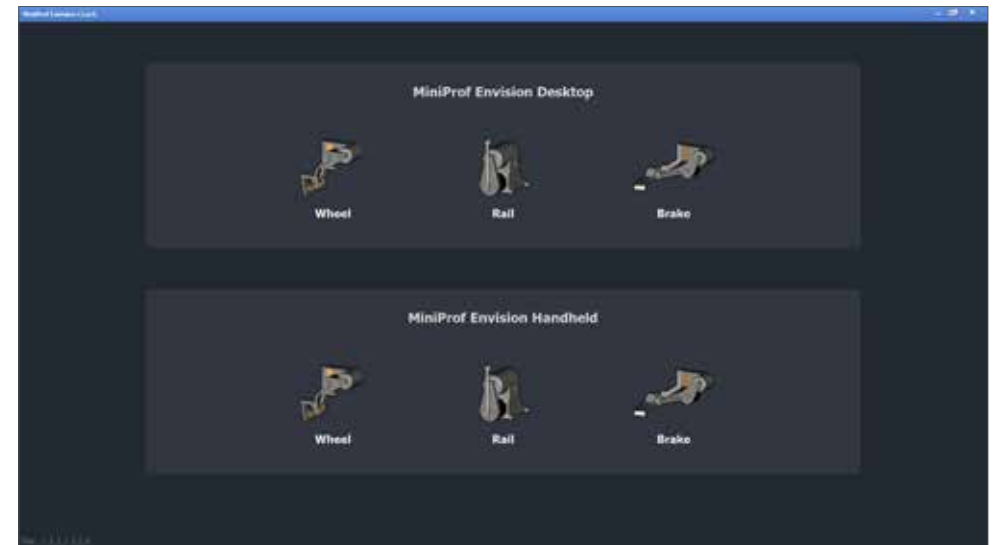 MiniProf Envision Desktop
Wheel Rail Brake
MiniProf Envision Handheld
Wheel Rail Brake